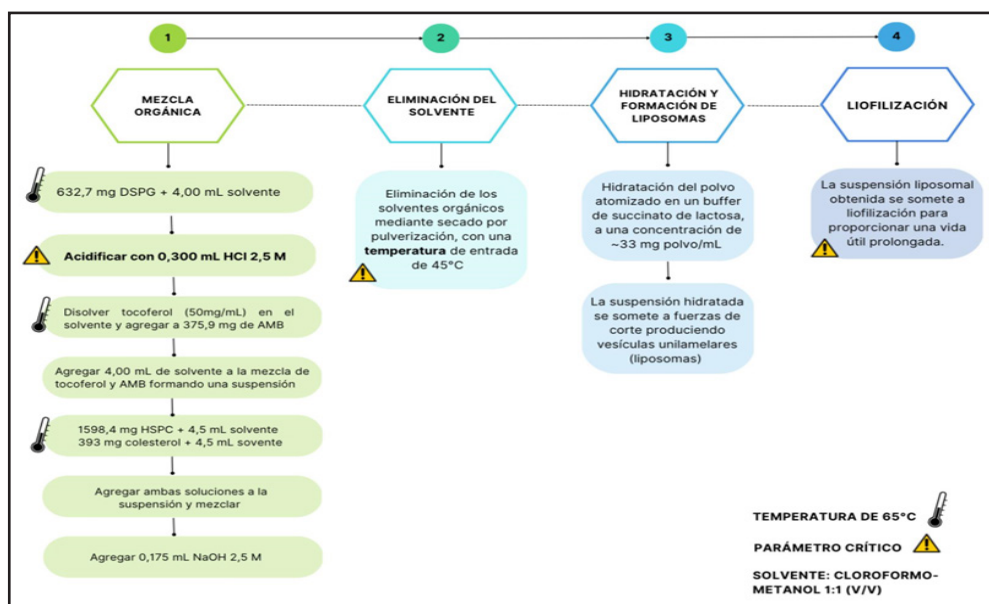 1
2
3
4
MEZCLA
ORGÁNICA
632,7 mg DSPG + 4,00 mL solvente
Acidificar con 0,300 mL HCl 2,5 M
Disolver tocoferol (50mg/mL) en el
solvente y agregar a 375,9 mg de AMB
Agregar 4,00 mL de solvente a la mezcla de
tocoferol y AMB formando una suspensión
1598,4 mg HSPC + 4,5 mL solvente
393 mg colesterol + 4,5 mL sovente
Agregar ambas soluciones a la
suspensión y mezclar
Agregar 0,175 mL NaOH 2,5 M
ELIMINACIÓN DEL
SOLVENTE
Eliminación de los
solventes orgánicos
mediante secado por
pulverización, con una
temperatura de entrada
de 45°C
HIDRATACIÓN Y
FORMACIÓN DE
LIPOSOMAS
Hidratación del polvo
atomizado en un buffer
de succinato de lactosa,
a una concentración de
~33 mg polvo/mL
La suspensión hidratada
se somete a fuerzas de
corte produciendo
vesículas unilamelares
(liposomas)
LIOFILIZACIÓN
La suspensión liposomal
obtenida se somete a
liofilización para
proporcionar una vida
útil prolongada.
TEMPERATURA DE 65°C
PARÁMETRO CRÍTICO
SOLVENTE: CLOROFORMO-
METANOL 1:1 (V/V)